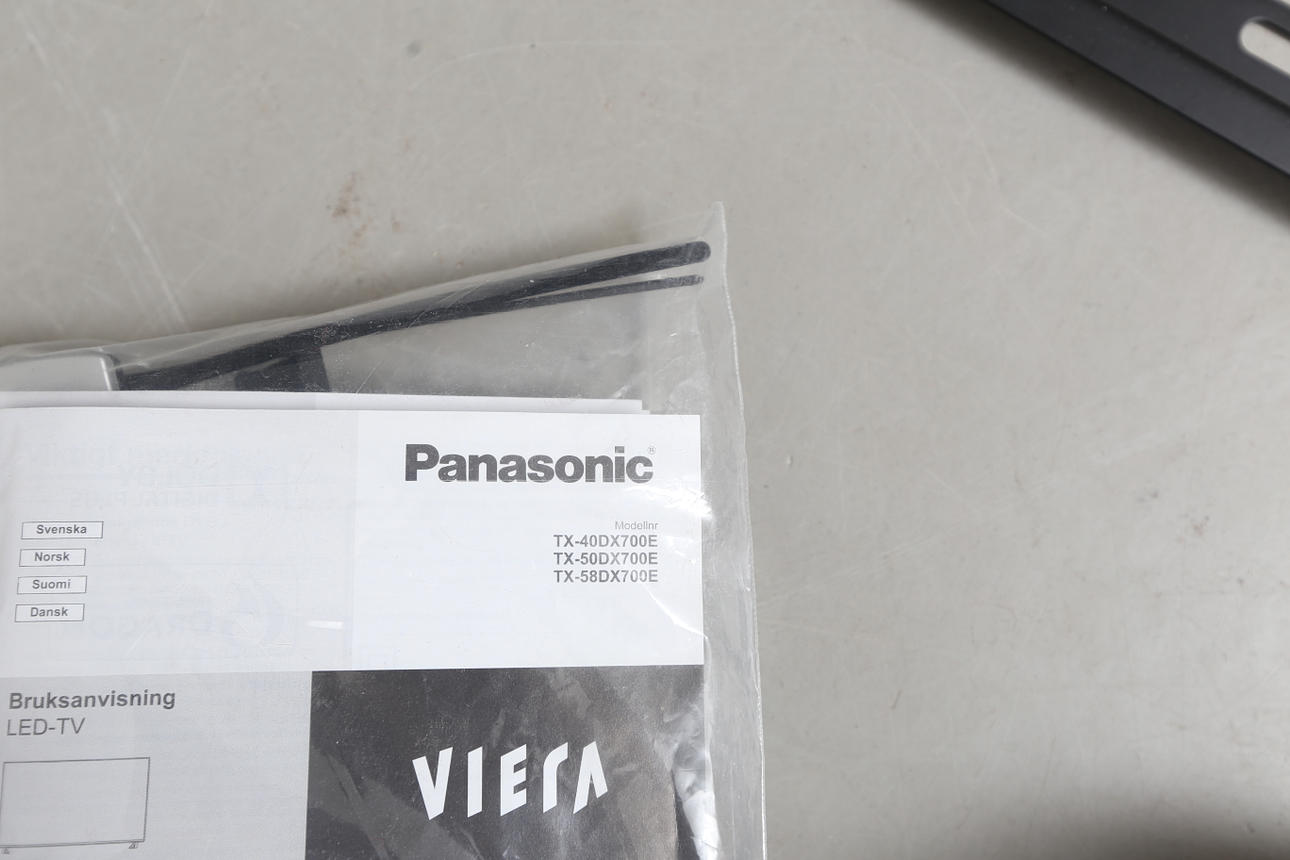 Panasonic®
Modellnr
TX-40DX700E
TX-50DX700E
TX-58DX700E
Svenska
Norsk
Suomi
Dansk
Bruksanvisning
LED-TV
VIERA